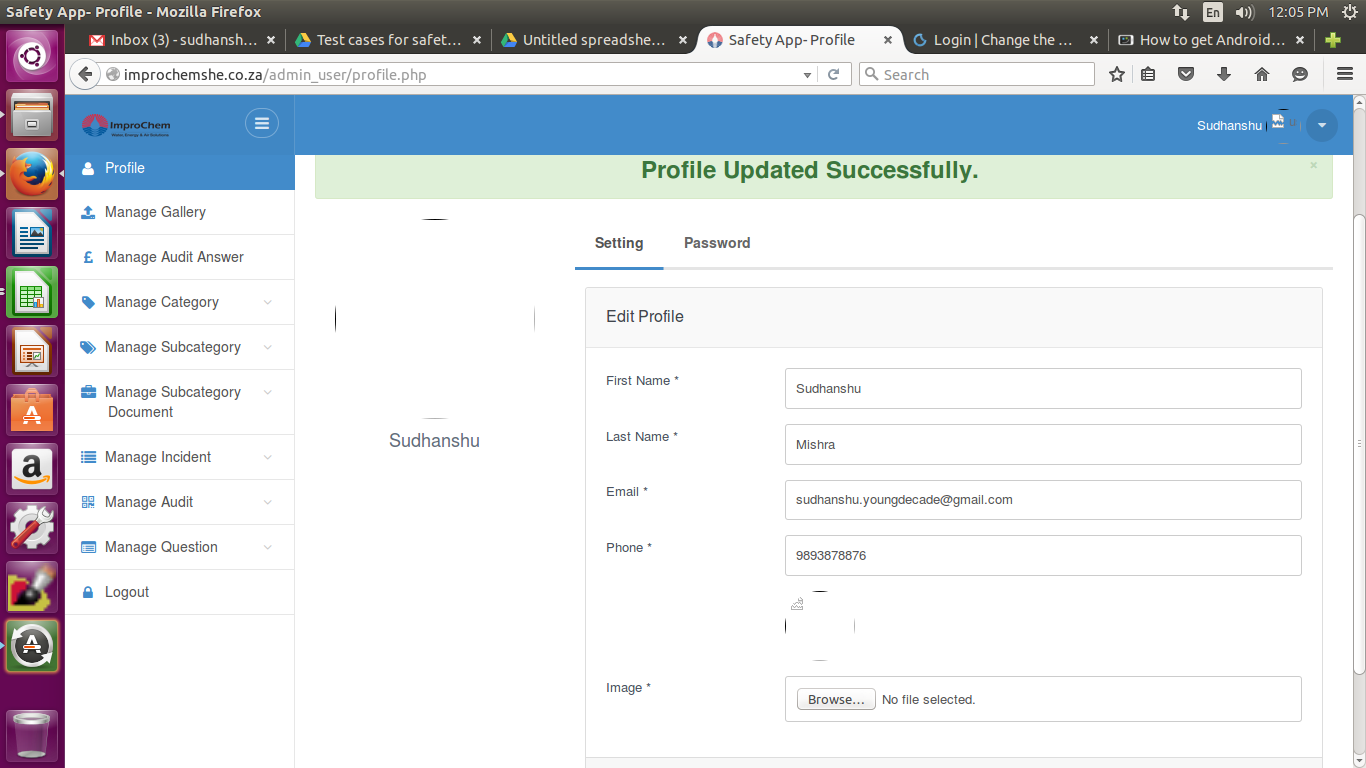 Safety App- Profile - Mozilla Firefox
En
12:05 PM
Inbox (3) - sudhansh...
Test cases for safet...
Untitled spreadshe...
Safety App- Profile
Login | Change the ...
How to get Android...
improchemshe.co.za/admin_user/profile.php
Search
ImproChem
Water, Energy & Air Solutions
Sudhanshu
Profile
Profile Updated Successfully.
×
Manage Gallery
£ Manage Audit Answer
Manage Category
Manage Subcategory
Manage Subcategory
Document
Manage Incident
Manage Audit
Manage Question
Logout
Sudhanshu
Setting
Password
Edit Profile
First Name *
Sudhanshu
Last Name *
Mishra
Email *
sudhanshu.youngdecade@gmail.com
Phone *
9893878876
Image *
Browse...
No file selected.